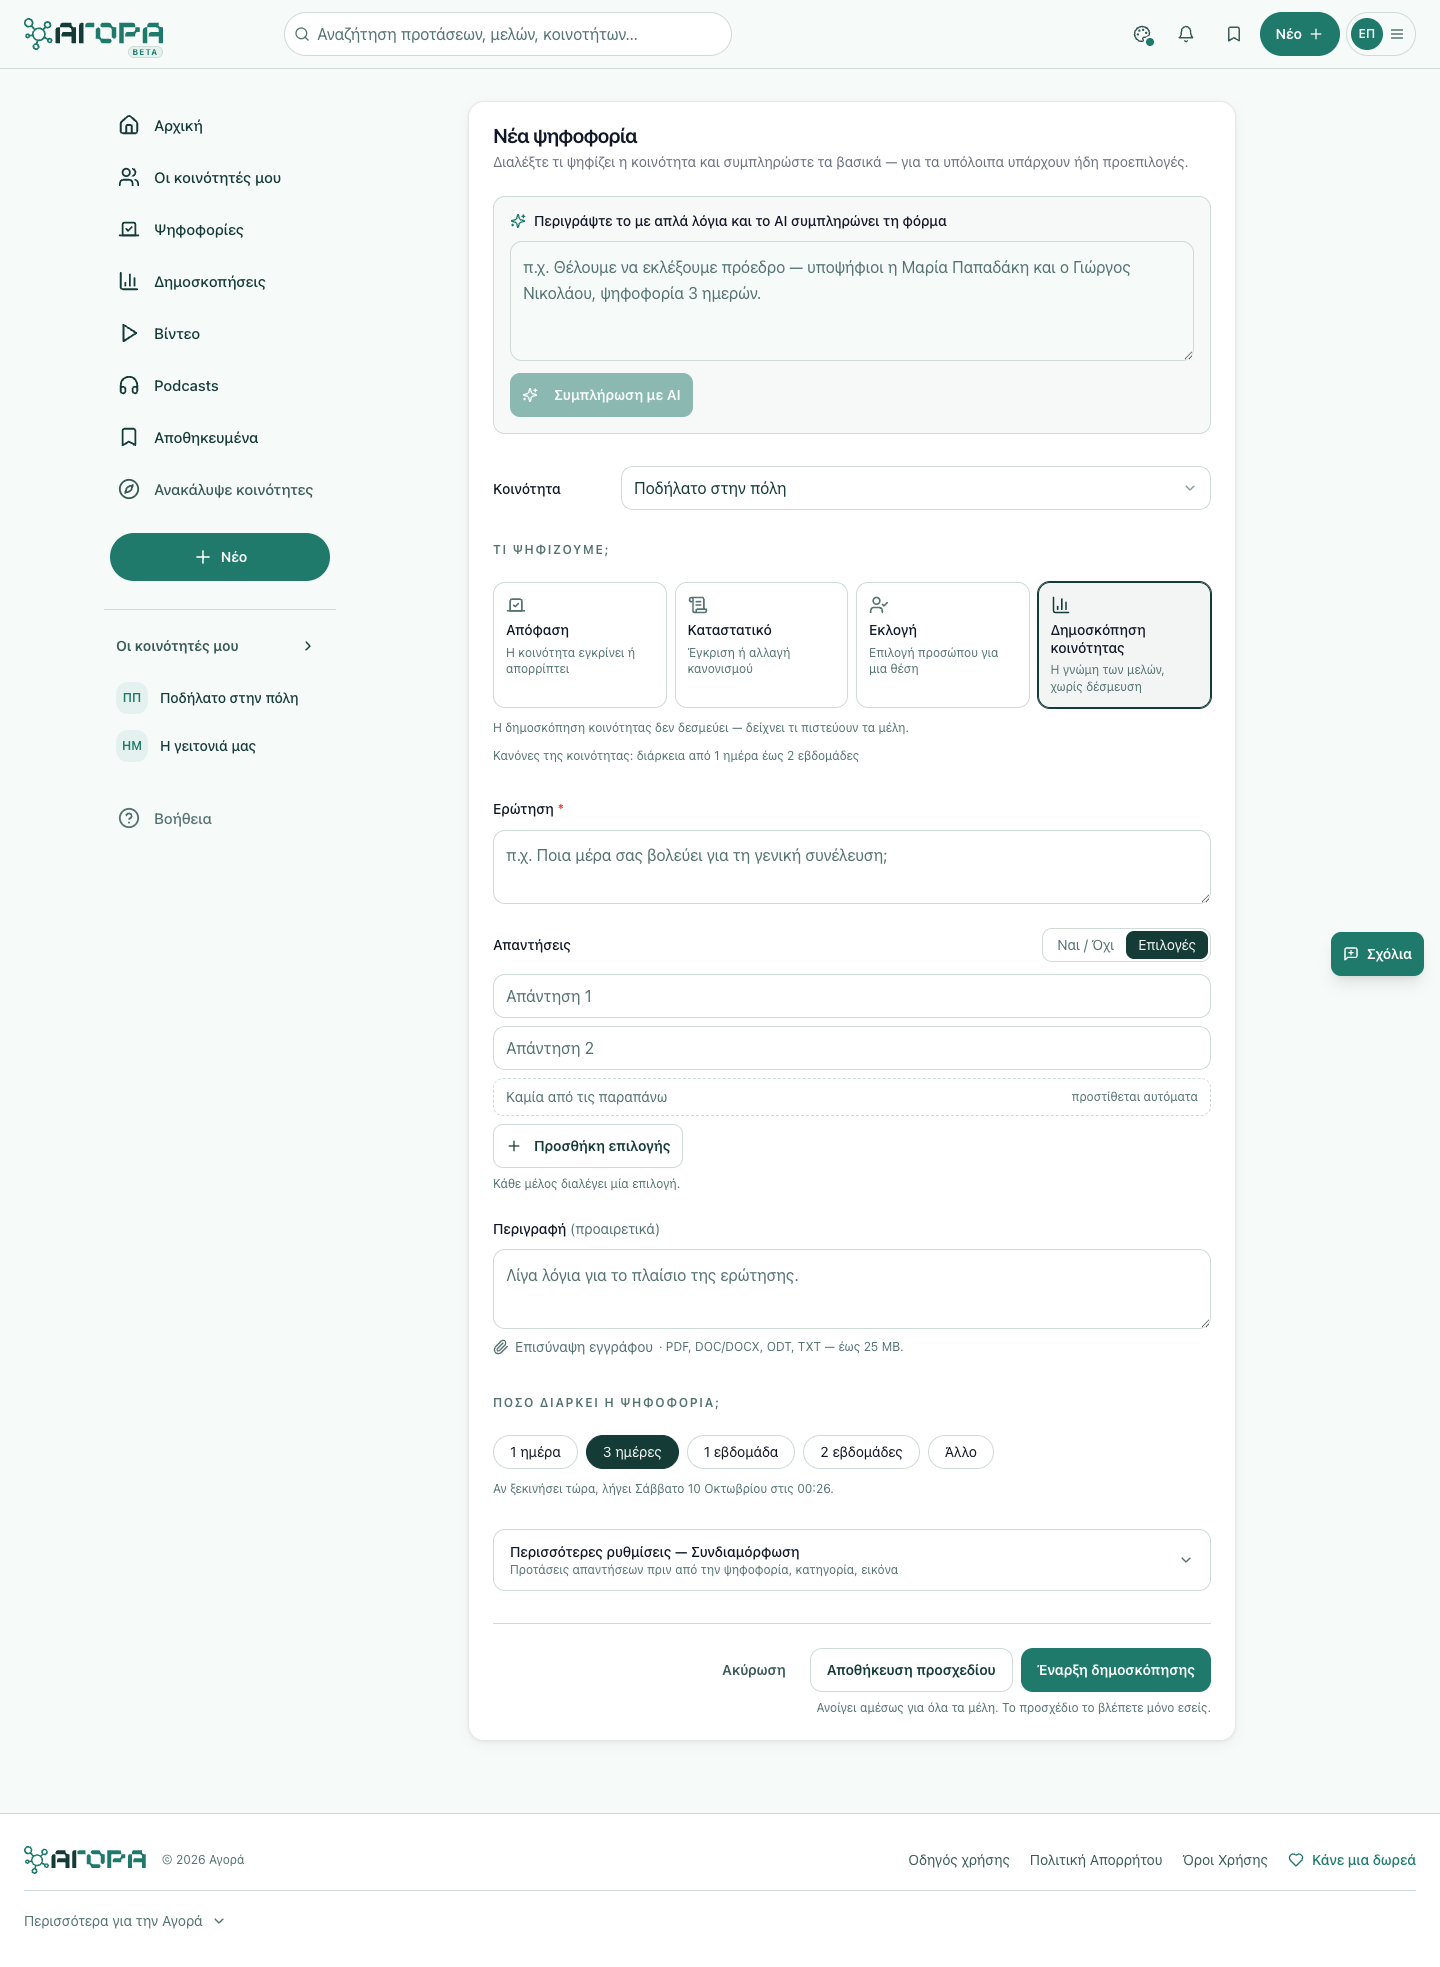 ΑΓΟΡΑ
BETA
Αναζήτηση προτάσεων, μελών, κοινοτήτων...
Νέο
ΕΠ
Αρχική
Οι κοινότητές μου
Ψηφοφορίες
Δημοσκοπήσεις
Βίντεο
Podcasts
Αποθηκευμένα
Ανακάλυψε κοινότητες
Νέο
Οι κοινότητές μου
ΠΠ Ποδήλατο στην πόλη
ΗΜ Η γειτονιά μας
Βοήθεια
Νέα ψηφοφορία
Διαλέξτε τι ψηφίζει η κοινότητα και συμπληρώστε τα βασικά — για τα υπόλοιπα υπάρχουν ήδη προεπιλογές.
Περιγράψτε το με απλά λόγια και το AI συμπληρώνει τη φόρμα
π.χ. Θέλουμε να εκλέξουμε πρόεδρο — υποψήφιοι η Μαρία Παπαδάκη και ο Γιώργος
Νικολάου, ψηφοφορία 3 ημερών.
Συμπλήρωση με AI
Κοινότητα
Ποδήλατο στην πόλη
ΤΙ ΨΗΦΙΖΟΥΜΕ;
Απόφαση
Η κοινότητα εγκρίνει ή
απορρίπτει
Καταστατικό
Έγκριση ή αλλαγή
κανονισμού
Εκλογή
Επιλογή προσώπου για
μια θέση
Δημοσκόπηση
κοινότητας
Η γνώμη των μελών,
χωρίς δέσμευση
Η δημοσκόπηση κοινότητας δεν δεσμεύει — δείχνει τι πιστεύουν τα μέλη.
Κανόνες της κοινότητας: διάρκεια από 1 ημέρα έως 2 εβδομάδες
Ερώτηση *
π.χ. Ποια μέρα σας βολεύει για τη γενική συνέλευση;
Απαντήσεις
Ναι / Όχι
Επιλογές
Απάντηση 1
Απάντηση 2
Καμία από τις παραπάνω
προστίθεται αυτόματα
Προσθήκη επιλογής
Κάθε μέλος διαλέγει μία επιλογή.
Περιγραφή (προαιρετικά)
Λίγα λόγια για το πλαίσιο της ερώτησης.
Επισύναψη εγγράφου · PDF, DOC/DOCX, ODT, TXT — έως 25 MB.
ΠΟΣΟ ΔΙΑΡΚΕΙ Η ΨΗΦΟΦΟΡΙΑ;
1 ημέρα
3 ημέρες
1 εβδομάδα
2 εβδομάδες
Άλλο
Αν ξεκινήσει τώρα, λήγει Σάββατο 10 Οκτωβρίου στις 00:26.
Περισσότερες ρυθμίσεις — Συνδιαμόρφωση
Προτάσεις απαντήσεων πριν από την ψηφοφορία, κατηγορία, εικόνα
Ακύρωση
Αποθήκευση προσχεδίου
Έναρξη δημοσκόπησης
Ανοίγει αμέσως για όλα τα μέλη. Το προσχέδιο το βλέπετε μόνο εσείς.
Σχόλια
ΑΓΟΡΑ
© 2026 Αγορά
Οδηγός χρήσης
Πολιτική Απορρήτου
Όροι Χρήσης
Κάνε μια δωρεά
Περισσότερα για την Αγορά